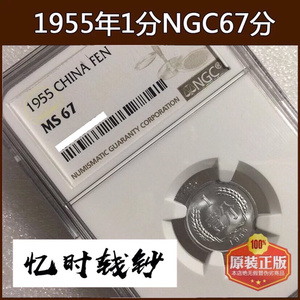 1955年1分NGC67分
1955 CHINA FEN
MS 67
NGC
NUMISMATIC GUARANTY CORPORATION
忆时钱钞
100%
原装正版